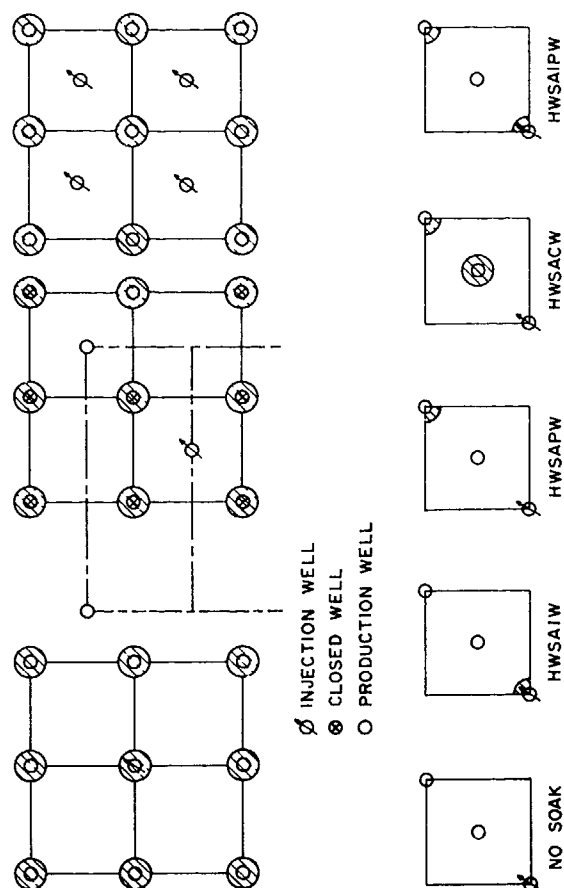 INJECTION WELL
CLOSED WELL
PRODUCTION WELL
NO SOAK
HWSAIW
HWSAPW
HWSACW
HWSAIPW